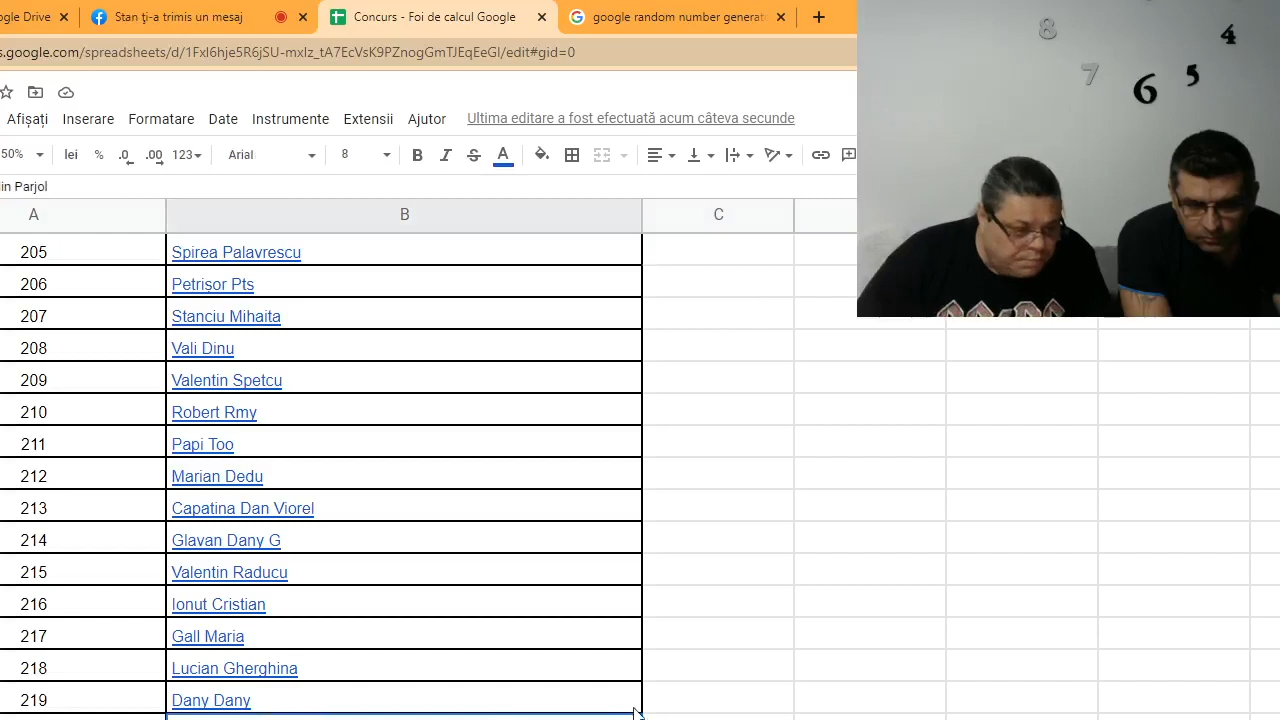 gle Drive
Stan ți-a trimis un mesaj
Concurs - Foi de calcul Google
google random number generat
s.google.com/spreadsheets/d/1FxI6hje5R6jSU-mxIz_tA7EcVsK9PZnogGmTJEqEeGI/edit#gid=0
Afișați Inserare Formatare Date Instrumente Extensii Ajutor Ultima editare a fost efectuată acum câteva secunde
50% lei % .0 .00 123 Arial 8 B I S A
in Parjol
A B C
205 Spirea Palavrescu
206 Petrisor Pts
207 Stanciu Mihaita
208 Vali Dinu
209 Valentin Spetcu
210 Robert Rmy
211 Papi Too
212 Marian Dedu
213 Capatina Dan Viorel
214 Glavan Dany G
215 Valentin Raducu
216 Ionut Cristian
217 Gall Maria
218 Lucian Gherghina
219 Dany Dany
8 4
7 6 5